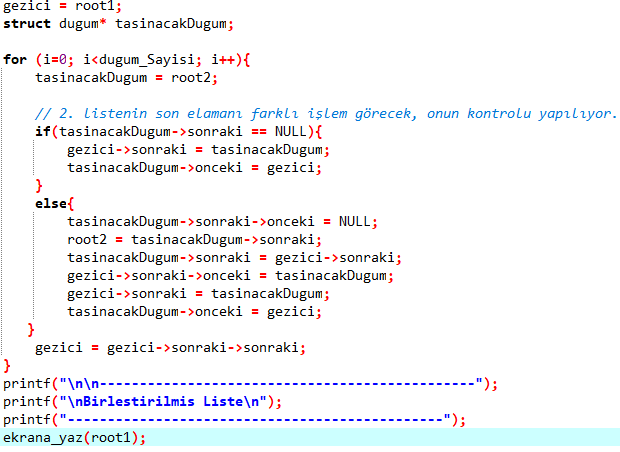 gezici = root1;
struct dugum* tasinacakDugum;
for (i=0; i<dugum_Sayisi; i++){
tasinacakDugum = root2;
// 2. listenin son elamanı farklı işlem görecek, onun kontrolu yapılıyor.
if(tasinacakDugum->sonraki == NULL){
gezici->sonraki = tasinacakDugum;
tasinacakDugum->onceki = gezici;
}
else{
tasinacakDugum->sonraki->onceki = NULL;
root2 = tasinacakDugum->sonraki;
tasinacakDugum->sonraki = gezici->sonraki;
gezici->sonraki->onceki = tasinacakDugum;
gezici->sonraki = tasinacakDugum;
tasinacakDugum->onceki = gezici;
}
gezici = gezici->sonraki->sonraki;
}
printf("\n\n-----------------------------------------------");
printf("\nBirlestirilmis Liste\n");
printf("-----------------------------------------------");
ekrana_yaz(root1);